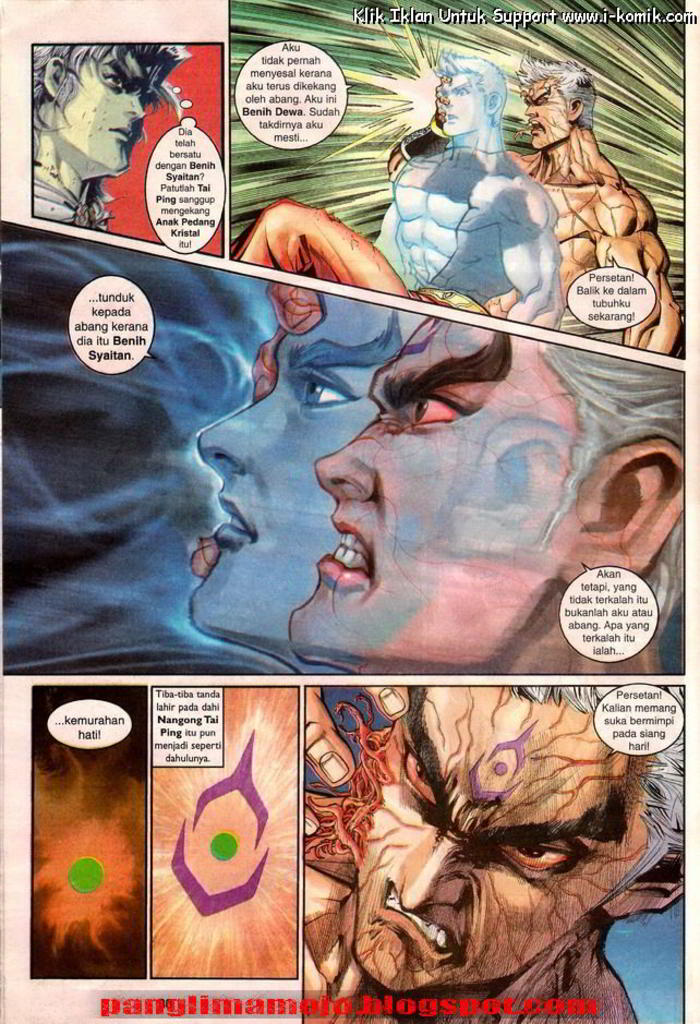 Klik Iklan Untuk Support www.i-komik.com
Dia
telah
bersatu
dengan Benih
Syaitan?
Patutlah Tai
Ping sanggup
mengekang
Anak Pedang
Kristal
itu!
Aku
tidak pernah
menyesal kerana
aku terus dikekang
oleh abang. Aku ini
Benih Dewa. Sudah
takdirnya aku
mesti...
Persetan!
Balik ke dalam
tubuhku
sekarang!
...tunduk
kepada
abang kerana
dia itu Benih
Syaitan.
Akan
tetapi, yang
tidak terkalah itu
bukanlah aku atau
abang. Apa yang
terkalah itu
ialah...
...kemurahan
hati!
Tiba-tiba tanda
lahir pada dahi
Nangong Tai
Ping itu pun
menjadi seperti
dahulunya.
Persetan!
Kalian memang
suka bermimpi
pada siang
hari!
panglimamelo.blogspot.com